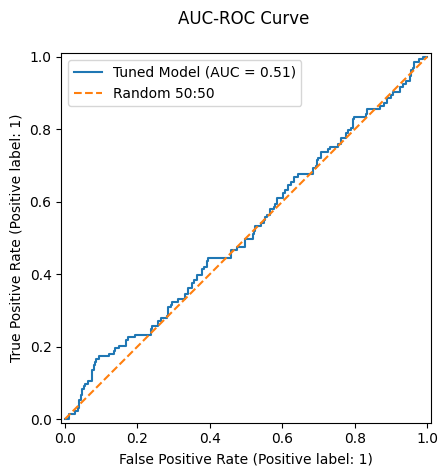 AUC-ROC Curve
Tuned Model (AUC = 0.51)
Random 50:50
True Positive Rate (Positive label: 1)
1.0
0.8
0.6
0.4
0.2
0.0
0.0 0.2 0.4 0.6 0.8 1.0
False Positive Rate (Positive label: 1)